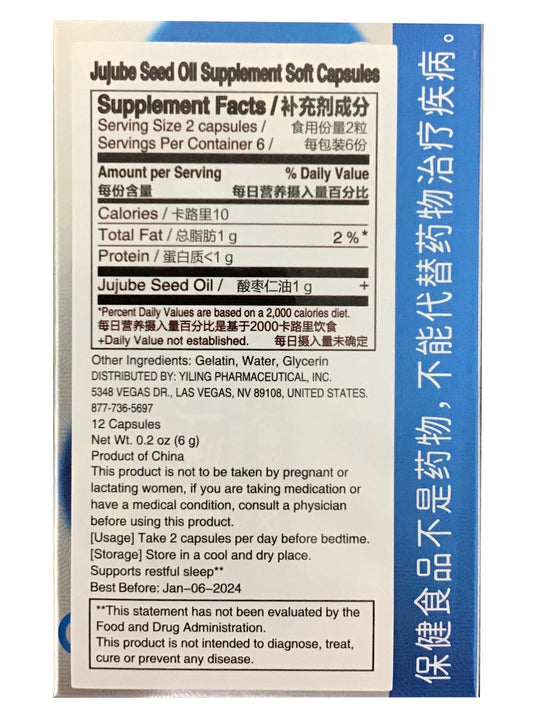 Jujube Seed Oil Supplement Soft Capsules
Supplement Facts / 补充剂成分
Serving Size 2 capsules / 食用份量2粒
Servings Per Container 6 / 每包装6份
Amount per Serving % Daily Value
每份含量 每日营养摄入量百分比
Calories / 卡路里10
Total Fat / 总脂肪1 g 2 %*
Protein / 蛋白质<1 g
Jujube Seed Oil / 酸枣仁油1 g +
*Percent Daily Values are based on a 2,000 calories diet.
每日营养摄入量百分比是基于2000卡路里饮食
+Daily Value not established. 每日摄入量未确定
Other Ingredients: Gelatin, Water, Glycerin
DISTRIBUTED BY: YILING PHARMACEUTICAL, INC.
5348 VEGAS DR., LAS VEGAS, NV 89108, UNITED STATES.
877-736-5697
12 Capsules
Net Wt. 0.2 oz (6 g)
Product of China
This product is not to be taken by pregnant or
lactating women, if you are taking medication or
have a medical condition, consult a physician
before using this product.
[Usage] Take 2 capsules per day before bedtime.
[Storage] Store in a cool and dry place.
Supports restful sleep**
Best Before: Jan–06–2024
**This statement has not been evaluated by the
Food and Drug Administration.
This product is not intended to diagnose, treat,
cure or prevent any disease.
保健食品不是药物，不能代替药物治疗疾病。